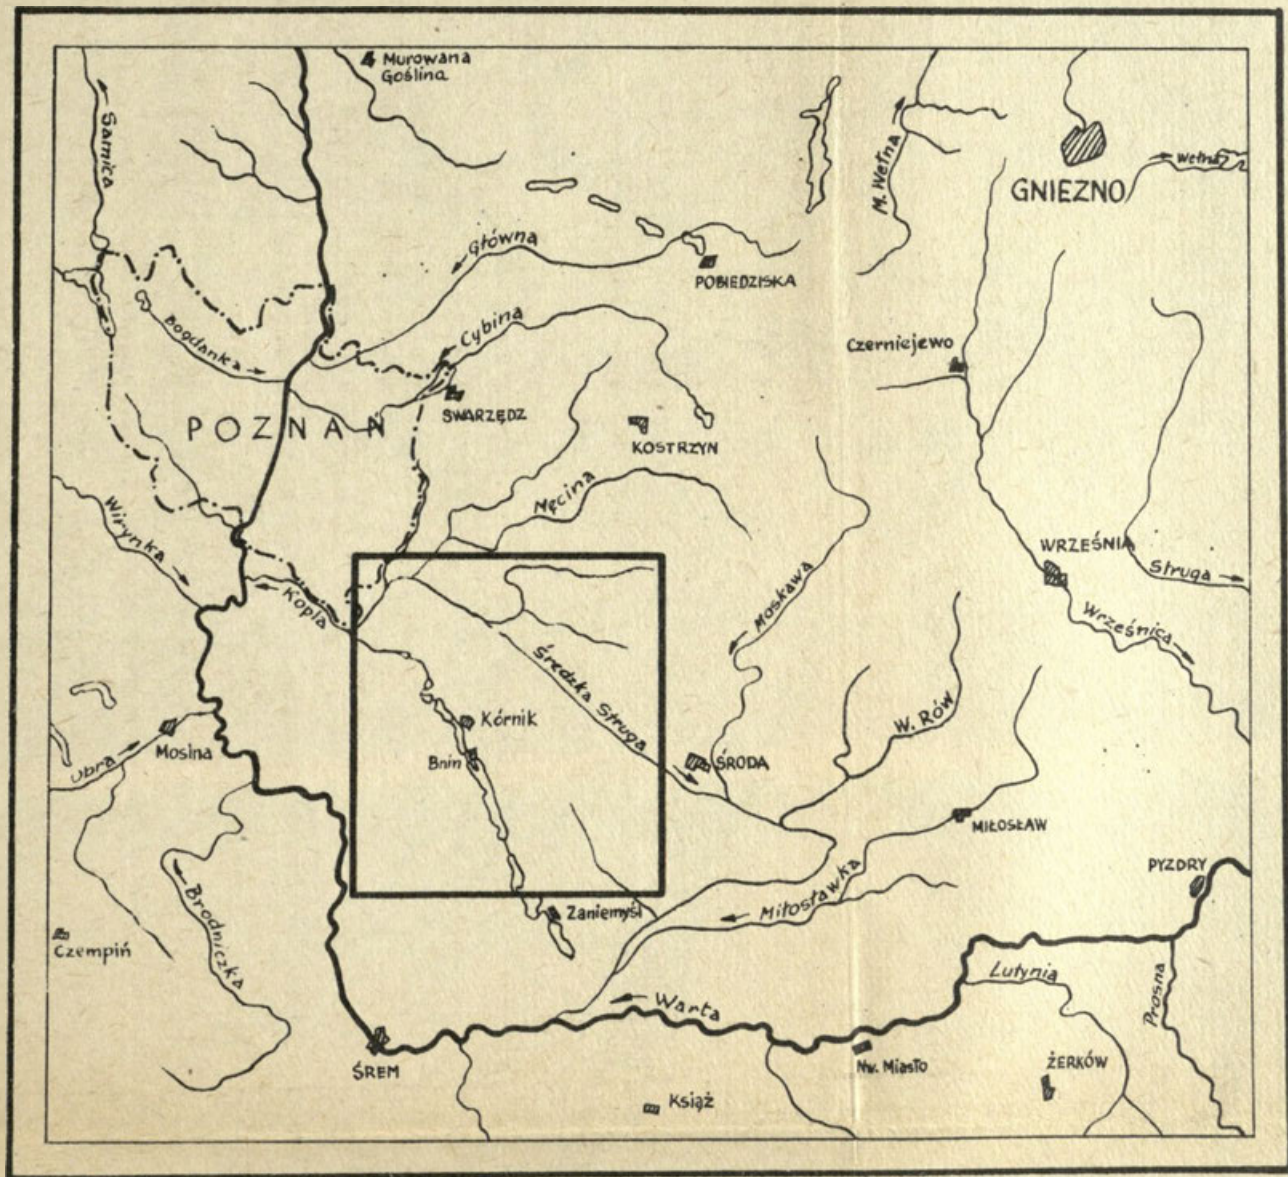 Murowana
Goślina
Samica
M. Wełna
Wełna
GNIEZNO
Główna
POBIEDZISKA
Bogdanka
Cybina
Czerniejewo
SWARZĘDZ
POZNAŃ
KOSTRZYN
Męcina
Wirynka
WRZEŚNIA
Struga
Kopla
Moskawa
Wrześnica
Średzka Struga
Kórnik
W. RÓW
Mosina
Bnin
ŚRODA
Obra
MIŁOSŁAW
PYZDRY
Miłosławka
Brodniczka
Zaniemyśl
Czempiń
Lutynia
Prosna
Warta
ŚREM
Nw. Miasto
ŻERKÓW
Książ